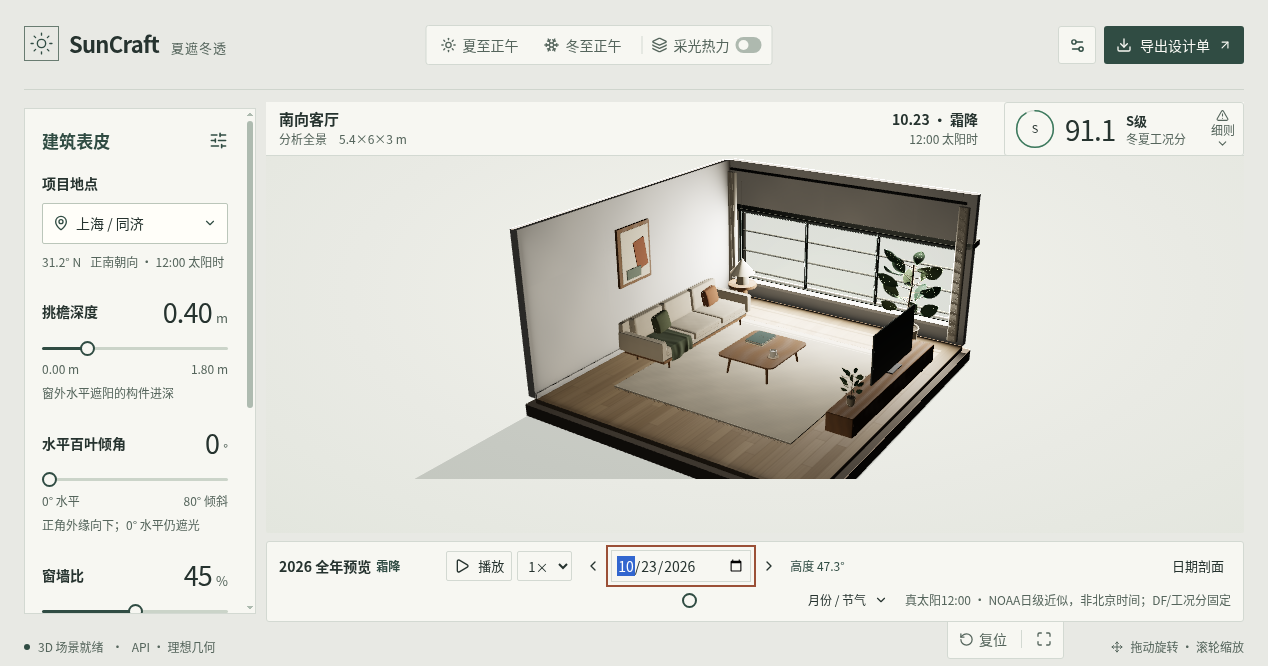 SunCraft 夏遮冬透
夏至正午 冬至正午 采光热力
导出设计单
建筑表皮
项目地点
上海 / 同济
31.2° N 正南朝向 · 12:00 太阳时
挑檐深度 0.40 m
0.00 m 1.80 m
窗外水平遮阳的构件进深
水平百叶倾角 0 °
0° 水平 80° 倾斜
正角外缘向下；0° 水平仍遮光
窗墙比 45 %
南向客厅
分析全景 5.4×6×3 m
10.23 · 霜降
12:00 太阳时
S 91.1 S级
冬夏工况分
细则
2026 全年预览 霜降 播放 1× 10/23/2026 高度 47.3° 日期剖面
月份 / 节气 真太阳12:00 · NOAA日级近似，非北京时间；DF/工况分固定
复位
3D 场景就绪 · API · 理想几何
拖动旋转 · 滚轮缩放